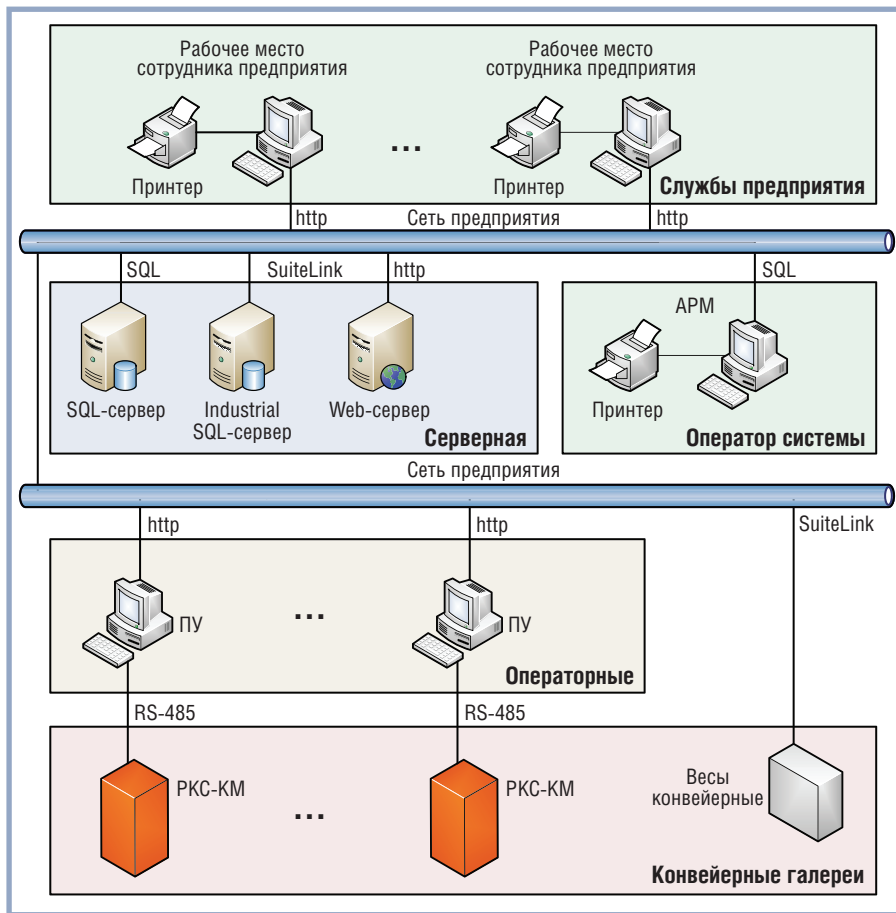 Рабочее место
сотрудника предприятия
Рабочее место
сотрудника предприятия
...
Принтер
Принтер
Службы предприятия
http
Сеть предприятия
http
SQL
SuiteLink
http
SQL
АРМ
SQL-сервер
Industrial
SQL-сервер
Web-сервер
Принтер
Серверная
Оператор системы
Сеть предприятия
http
http
SuiteLink
ПУ
...
ПУ
Операторные
RS-485
RS-485
РКС-КМ
...
РКС-КМ
Весы
конвейерные
Конвейерные галереи